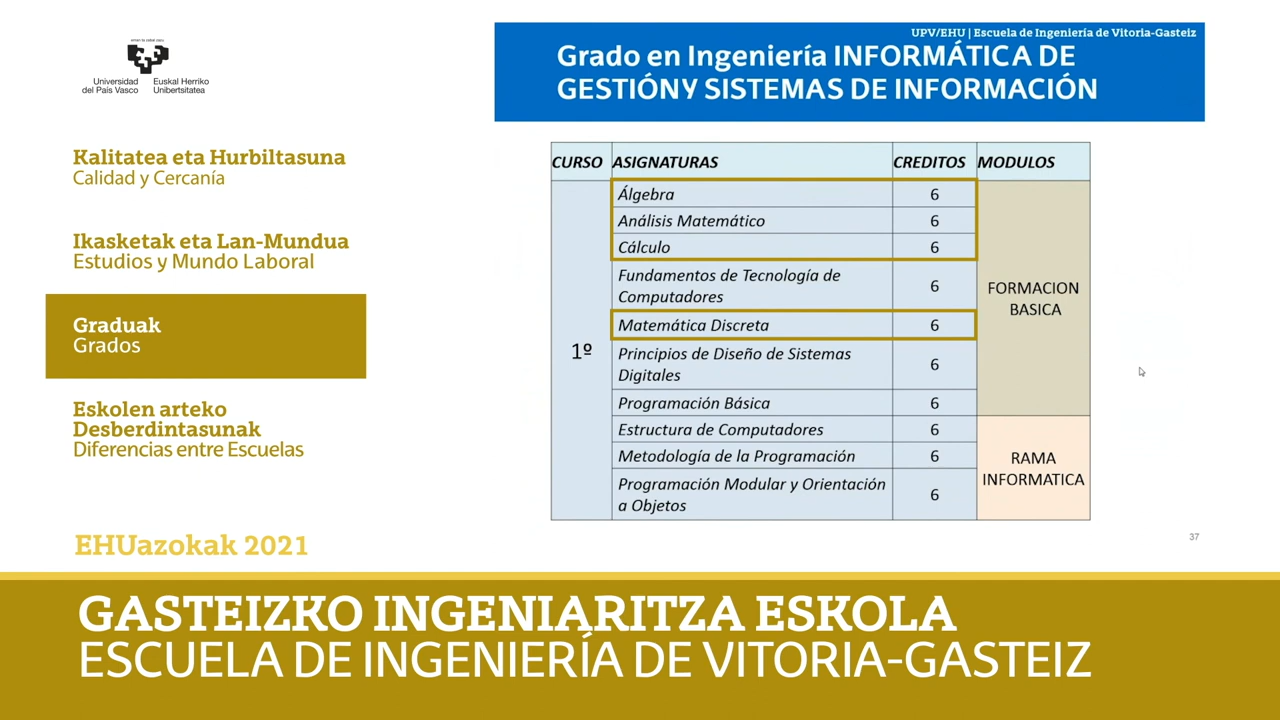 Universidad
del País Vasco
Euskal Herriko
Unibertsitatea
Kalitatea eta Hurbiltasuna
Calidad y Cercanía
Ikasketak eta Lan-Mundua
Estudios y Mundo Laboral
Graduak
Grados
Eskolen arteko
Desberdintasunak
Diferencias entre Escuelas
EHUazokak 2021
UPV/EHU | Escuela de Ingeniería de Vitoria-Gasteiz
Grado en Ingeniería INFORMÁTICA DE
GESTIÓNY SISTEMAS DE INFORMACIÓN
CURSO ASIGNATURAS CREDITOS MODULOS
1º
Álgebra 6
Análisis Matemático 6
Cálculo 6
Fundamentos de Tecnología de
Computadores 6
Matemática Discreta 6
Principios de Diseño de Sistemas
Digitales 6
Programación Básica 6
FORMACION
BASICA
Estructura de Computadores 6
Metodología de la Programación 6
Programación Modular y Orientación
a Objetos 6
RAMA
INFORMATICA
37
GASTEIZKO INGENIARITZA ESKOLA
ESCUELA DE INGENIERÍA DE VITORIA-GASTEIZ